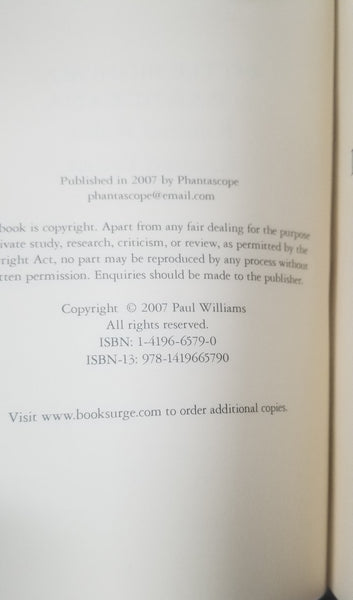 Published in 2007 by Phantascope
phantascope@email.com
book is copyright. Apart from any fair dealing for the purpose
ivate study, research, criticism, or review, as permitted by the
right Act, no part may be reproduced by any process without
tten permission. Enquiries should be made to the publisher.
Copyright © 2007 Paul Williams
All rights reserved.
ISBN: 1-4196-6579-0
ISBN-13: 978-1419665790
Visit www.booksurge.com to order additional copies.